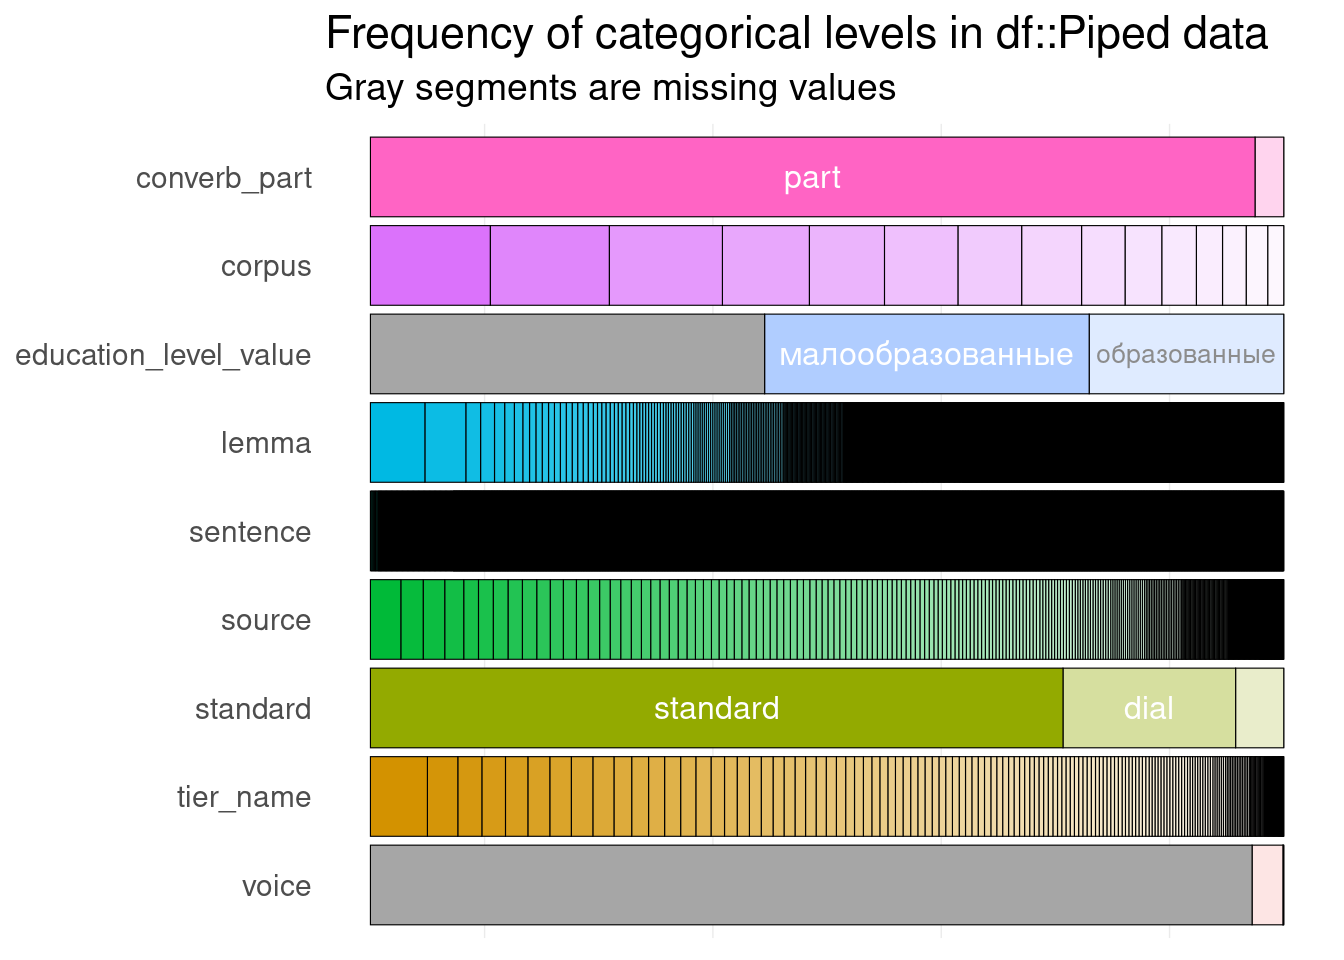 Frequency of categorical levels in df::Piped data
Gray segments are missing values
converb_part
part
corpus
education_level_value
малообразованные
образованные
lemma
sentence
source
standard
standard
dial
tier_name
voice